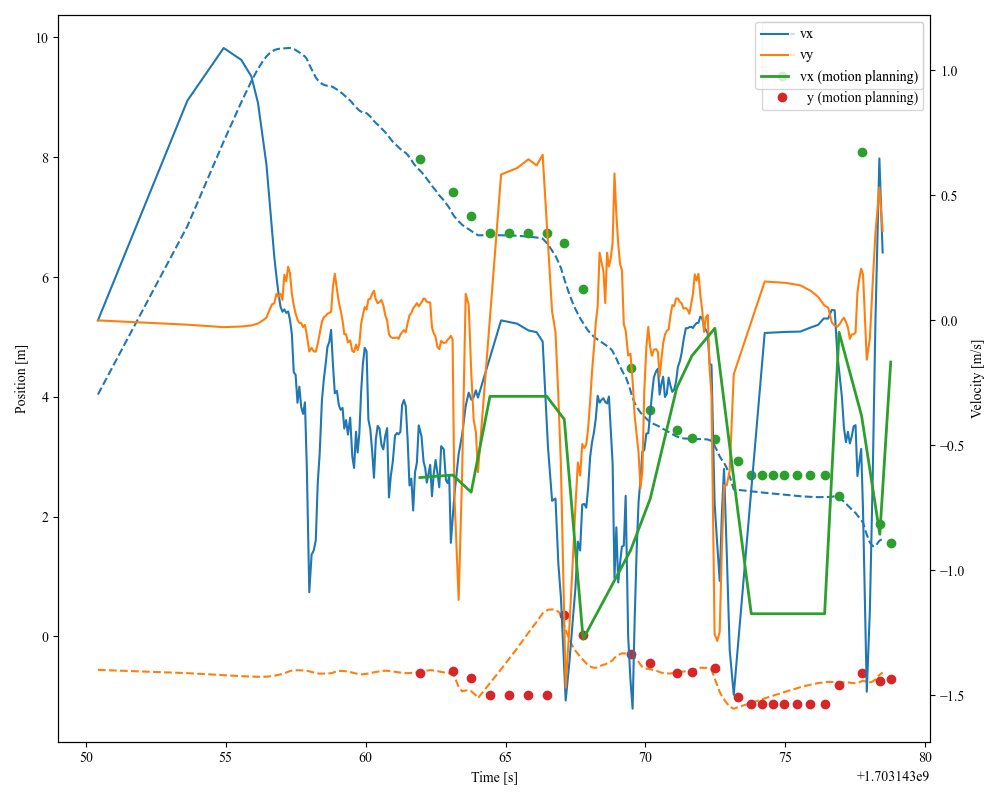 vx
vy
vx (motion planning)
y (motion planning)
10
8
6
4
2
0
Position [m]
1.0
0.5
0.0
−0.5
−1.0
−1.5
Velocity [m/s]
50
55
60
65
70
75
80
Time [s]
+1.703143e9